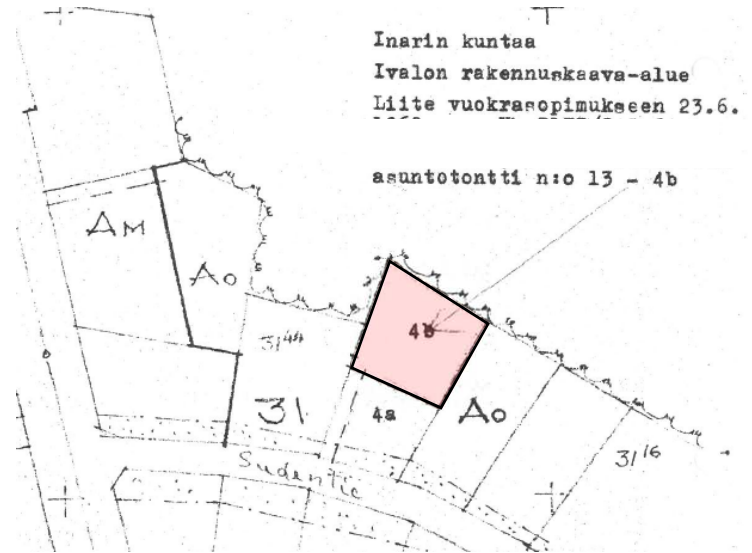 Inarin kuntaa
Ivalon rakennuskaava-alue
Liite vuokrasopimukseen 23.6.
asuntotontti n:o 13 - 4b
AM
AO
31⁴⁴
4b
31
4a
AO
31¹⁶
Sudentie